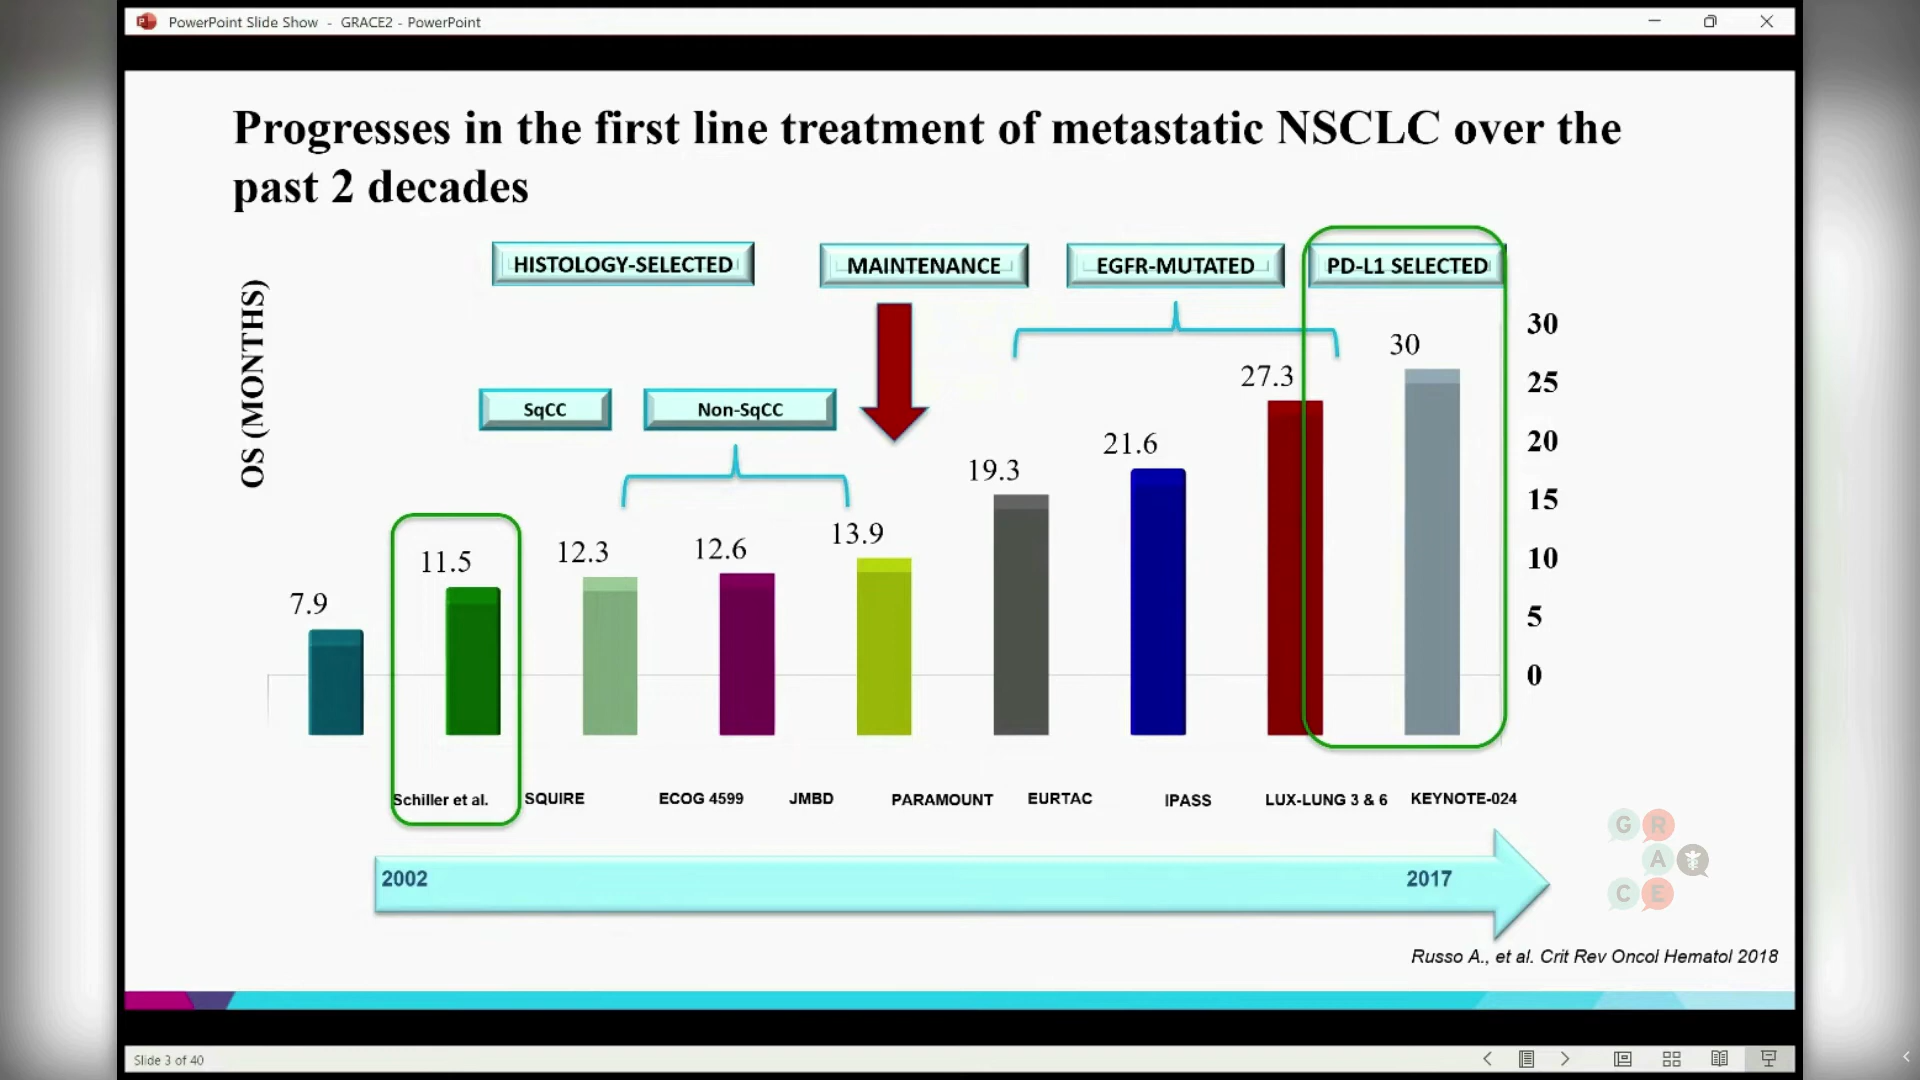 PowerPoint Slide Show - GRACE2 - PowerPoint
Progresses in the first line treatment of metastatic NSCLC over the
past 2 decades
HISTOLOGY-SELECTED
MAINTENANCE
EGFR-MUTATED
PD-L1 SELECTED
OS (MONTHS)
SqCC
Non-SqCC
7.9
11.5
12.3
12.6
13.9
19.3
21.6
27.3
30
30
25
20
15
10
5
0
Schiller et al.
SQUIRE
ECOG 4599
JMBD
PARAMOUNT
EURTAC
IPASS
LUX-LUNG 3 & 6
KEYNOTE-024
2002
2017
G R
A
C E
Russo A., et al. Crit Rev Oncol Hematol 2018
Slide 3 of 40